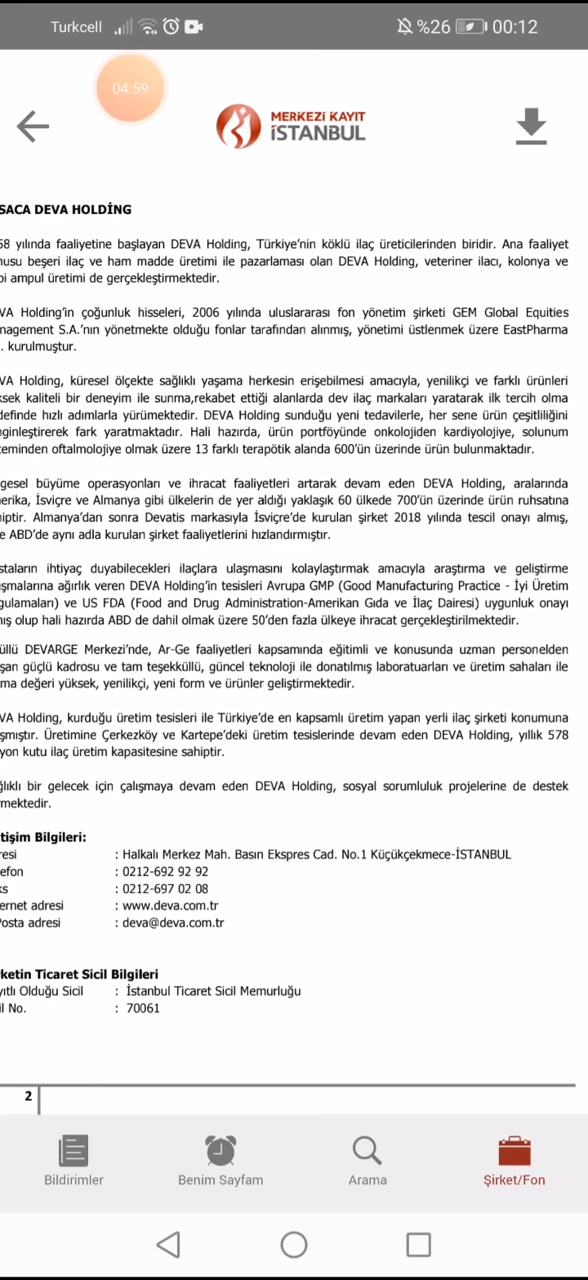 Turkcell %26 00:12
04:59
MERKEZİ KAYIT
İSTANBUL
SACA DEVA HOLDİNG
58 yılında faaliyetine başlayan DEVA Holding, Türkiye'nin köklü ilaç üreticilerinden biridir. Ana faaliyet
nusu beşeri ilaç ve ham madde üretimi ile pazarlaması olan DEVA Holding, veteriner ilacı, kolonya ve
bi ampul üretimi de gerçekleştirmektedir.
VA Holding'in çoğunluk hisseleri, 2006 yılında uluslararası fon yönetim şirketi GEM Global Equities
nagement S.A.'nın yönetmekte olduğu fonlar tarafından alınmış, yönetimi üstlenmek üzere EastPharma
. kurulmuştur.
VA Holding, küresel ölçekte sağlıklı yaşama herkesin erişebilmesi amacıyla, yenilikçi ve farklı ürünleri
ksek kaliteli bir deneyim ile sunma,rekabet ettiği alanlarda dev ilaç markaları yaratarak ilk tercih olma
definde hızlı adımlarla yürümektedir. DEVA Holding sunduğu yeni tedavilerle, her sene ürün çeşitliliğini
nginleştirerek fark yaratmaktadır. Hali hazırda, ürün portföyünde onkolojiden kardiyolojiye, solunum
teminden oftalmolojiye olmak üzere 13 farklı terapötik alanda 600'ün üzerinde ürün bulunmaktadır.
gesel büyüme operasyonları ve ihracat faaliyetleri artarak devam eden DEVA Holding, aralarında
erika, İsviçre ve Almanya gibi ülkelerin de yer aldığı yaklaşık 60 ülkede 700'ün üzerinde ürün ruhsatına
hiptir. Almanya'dan sonra Devatis markasıyla İsviçre'de kurulan şirket 2018 yılında tescil onayı almış,
e ABD'de aynı adla kurulan şirket faaliyetlerini hızlandırmıştır.
staların ihtiyaç duyabilecekleri ilaçlara ulaşmasını kolaylaştırmak amacıyla araştırma ve geliştirme
ışmalarına ağırlık veren DEVA Holding'in tesisleri Avrupa GMP (Good Manufacturing Practice - İyi Üretim
gulamaları) ve US FDA (Food and Drug Administration-Amerikan Gıda ve İlaç Dairesi) uygunluk onayı
mış olup hali hazırda ABD de dahil olmak üzere 50'den fazla ülkeye ihracat gerçekleştirilmektedir.
üllü DEVARGE Merkezi'nde, Ar-Ge faaliyetleri kapsamında eğitimli ve konusunda uzman personelden
şan güçlü kadrosu ve tam teşekküllü, güncel teknoloji ile donatılmış laboratuarları ve üretim sahaları ile
ma değeri yüksek, yenilikçi, yeni form ve ürünler geliştirmektedir.
VA Holding, kurduğu üretim tesisleri ile Türkiye'de en kapsamlı üretim yapan yerli ilaç şirketi konumuna
şmıştır. Üretimine Çerkezköy ve Kartepe'deki üretim tesislerinde devam eden DEVA Holding, yıllık 578
yon kutu ilaç üretim kapasitesine sahiptir.
ğlıklı bir gelecek için çalışmaya devam eden DEVA Holding, sosyal sorumluluk projelerine de destek
rmektedir.
tişim Bilgileri:
resi : Halkalı Merkez Mah. Basın Ekspres Cad. No.1 Küçükçekmece-İSTANBUL
efon : 0212-692 92 92
ks : 0212-697 02 08
ernet adresi : www.deva.com.tr
Posta adresi : deva@deva.com.tr
rketin Ticaret Sicil Bilgileri
yıtlı Olduğu Sicil : İstanbul Ticaret Sicil Memurluğu
il No. : 70061
2
Bildirimler Benim Sayfam Arama Şirket/Fon